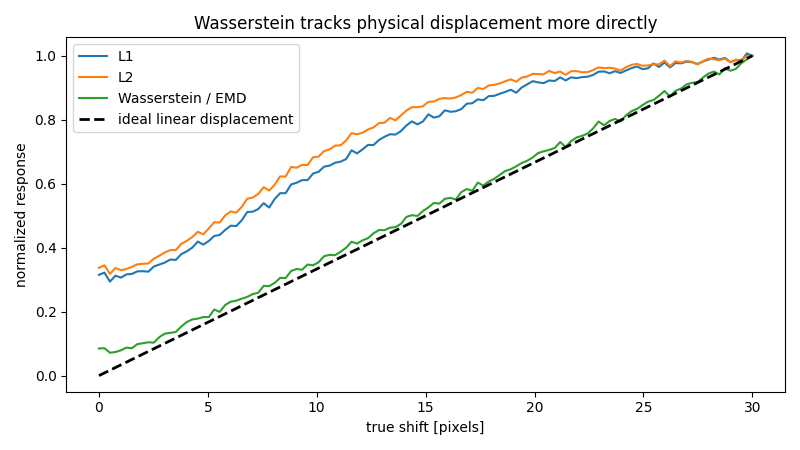 Wasserstein tracks physical displacement more directly
L1
L2
Wasserstein / EMD
ideal linear displacement
normalized response
1.0
0.8
0.6
0.4
0.2
0.0
0 5 10 15 20 25 30
true shift [pixels]